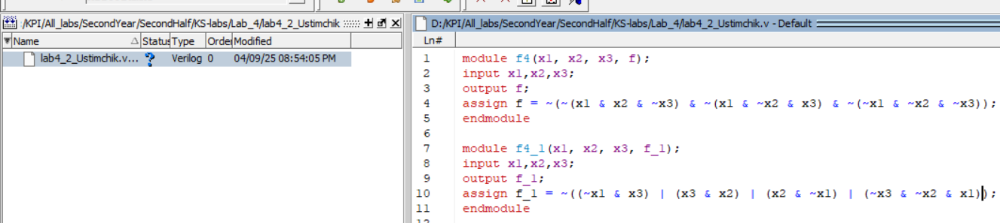 /KPI/All_labs/SecondYear/SecondHalf/KS-labs/Lab_4/lab4_2_Ustimchik
Name Status Type Order Modified
lab4_2_Ustimchik.v... ? Verilog 0 04/09/25 08:54:05 PM
D:/KPI/All_labs/SecondYear/SecondHalf/KS-labs/Lab_4/lab4_2_Ustimchik.v - Default
Ln#
1 module f4(x1, x2, x3, f);
2 input x1,x2,x3;
3 output f;
4 assign f = ~(~(x1 & x2 & ~x3) & ~(x1 & ~x2 & x3) & ~(~x1 & ~x2 & ~x3));
5 endmodule
6
7 module f4_1(x1, x2, x3, f_1);
8 input x1,x2,x3;
9 output f_1;
10 assign f_1 = ~((~x1 & x3) | (x3 & x2) | (x2 & ~x1) | (~x3 & ~x2 & x1));
11 endmodule
12